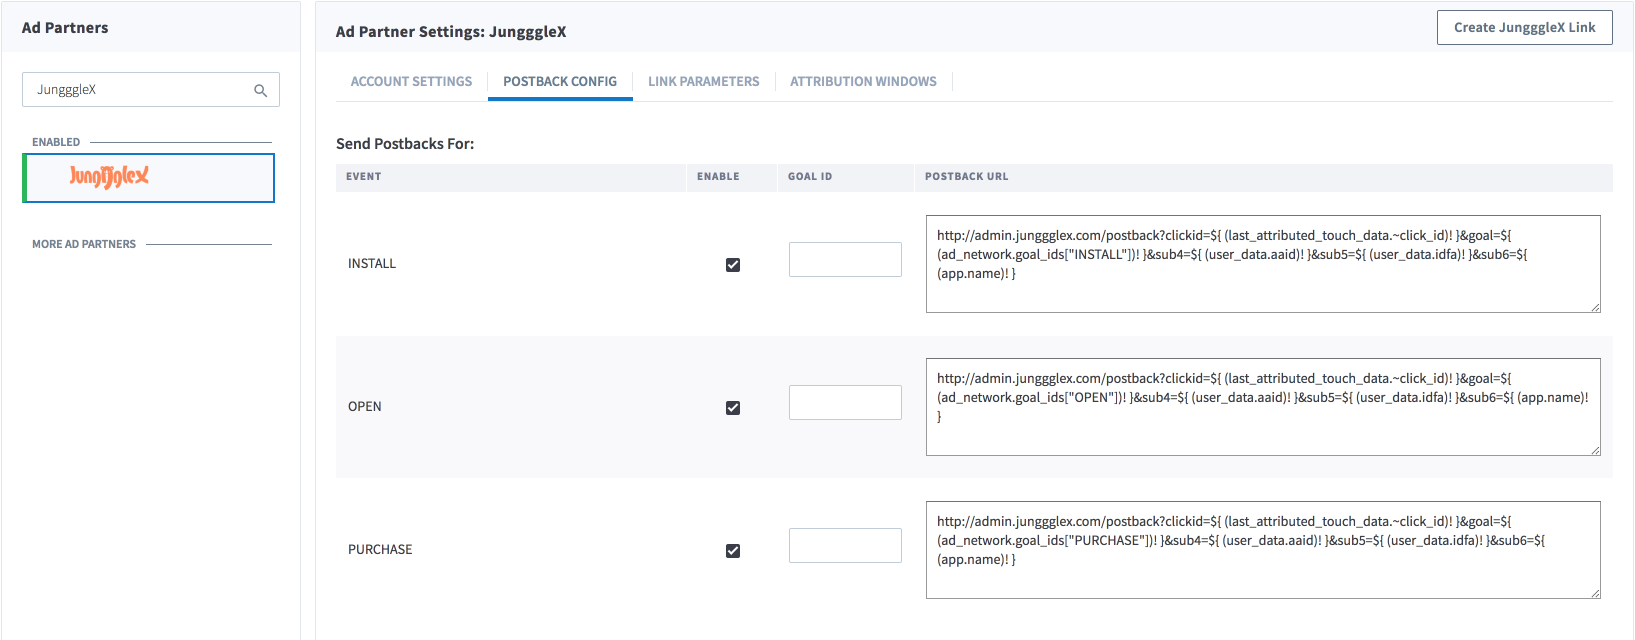 Ad Partners
JungggleX
ENABLED
JungggleX
MORE AD PARTNERS
Ad Partner Settings: JungggleX
Create JungggleX Link
ACCOUNT SETTINGS
POSTBACK CONFIG
LINK PARAMETERS
ATTRIBUTION WINDOWS
Send Postbacks For:
EVENT
ENABLE
GOAL ID
POSTBACK URL
INSTALL
http://admin.junggglex.com/postback?clickid=${ (last_attributed_touch_data.~click_id)! }&goal=${
(ad_network.goal_ids["INSTALL"])! }&sub4=${ (user_data.aaid)! }&sub5=${ (user_data.idfa)! }&sub6=${
(app.name)! }
OPEN
http://admin.junggglex.com/postback?clickid=${ (last_attributed_touch_data.~click_id)! }&goal=${
(ad_network.goal_ids["OPEN"])! }&sub4=${ (user_data.aaid)! }&sub5=${ (user_data.idfa)! }&sub6=${ (app.name)!
}
PURCHASE
http://admin.junggglex.com/postback?clickid=${ (last_attributed_touch_data.~click_id)! }&goal=${
(ad_network.goal_ids["PURCHASE"])! }&sub4=${ (user_data.aaid)! }&sub5=${ (user_data.idfa)! }&sub6=${
(app.name)! }